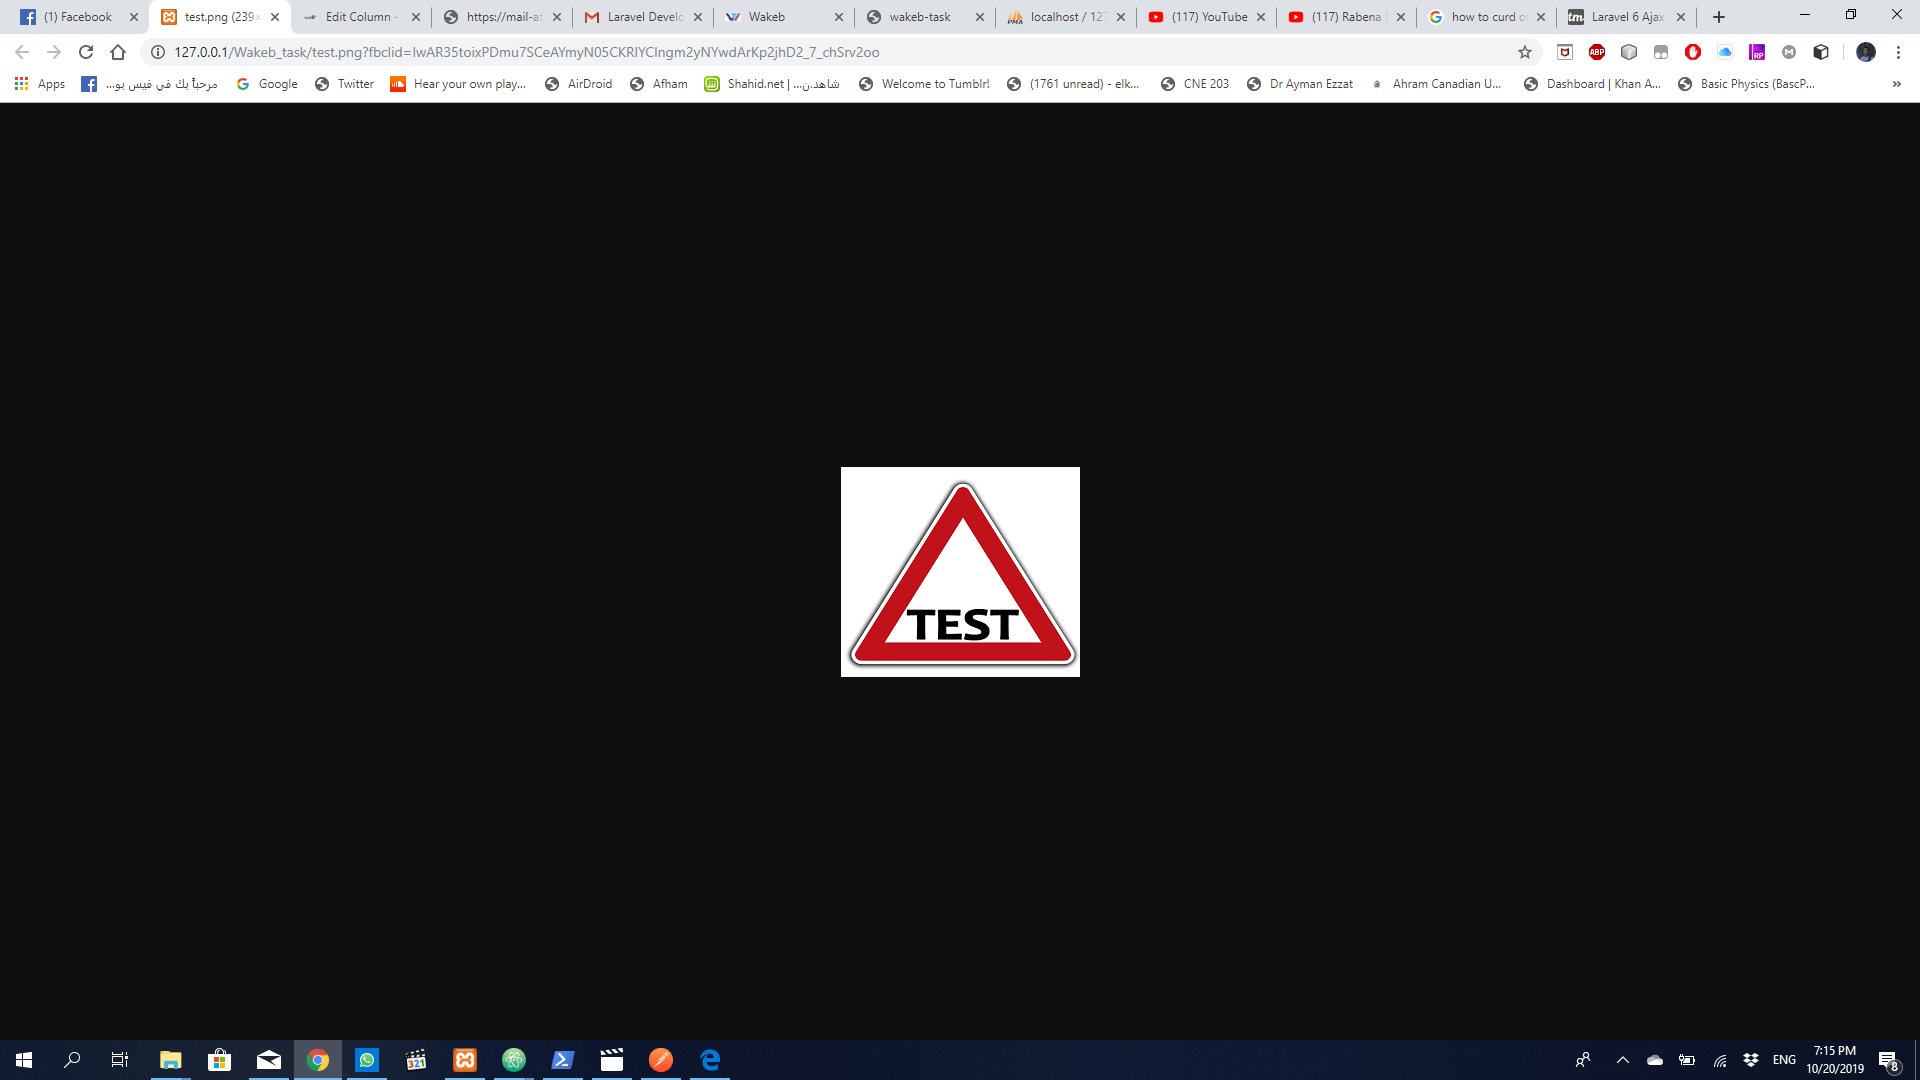 (1) Facebook
test.png (239×
Edit Column -
https://mail-at
Laravel Develo
Wakeb
wakeb-task
localhost / 127
(117) YouTube
(117) Rabena
how to curd o
Laravel 6 Ajax
127.0.0.1/Wakeb_task/test.png?fbclid=IwAR35toixPDmu7SCeAYmyN05CKRlYClngm2yNYwdArKp2jhD2_7_chSrv2oo
Apps
مرحباً بك في فيس بو...
Google
Twitter
Hear your own play...
AirDroid
Afham
Shahid.net | شاهد.ن...
Welcome to Tumblr!
(1761 unread) - elk...
CNE 203
Dr Ayman Ezzat
Ahram Canadian U...
Dashboard | Khan A...
Basic Physics (BascP...
TEST
ENG
7:15 PM
10/20/2019
8